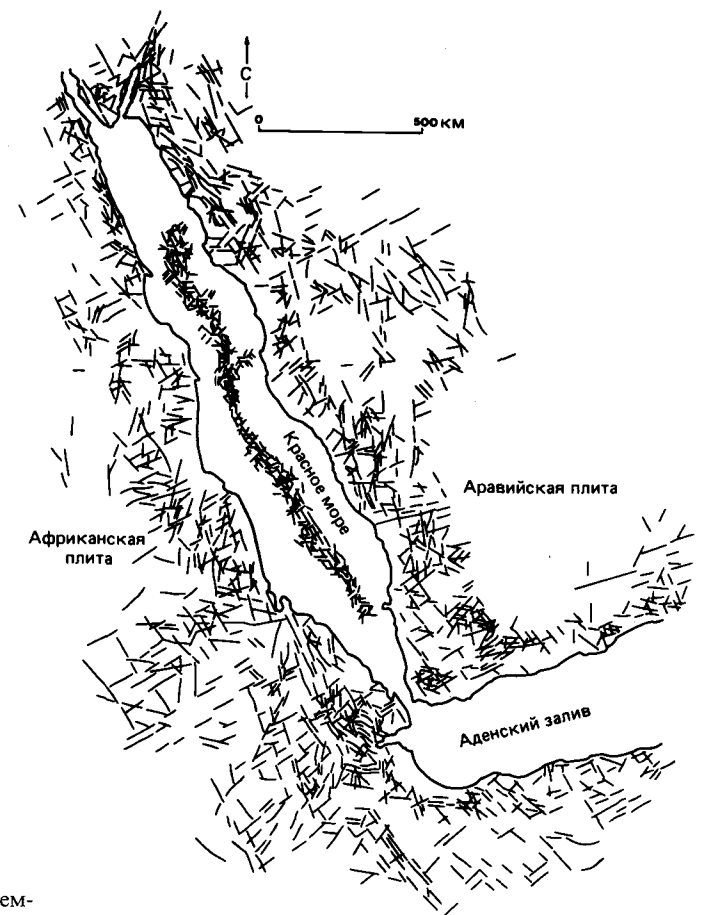 С
0
500 КМ
Красное море
Аравийская плита
Африканская
плита
Аденский залив
ем-